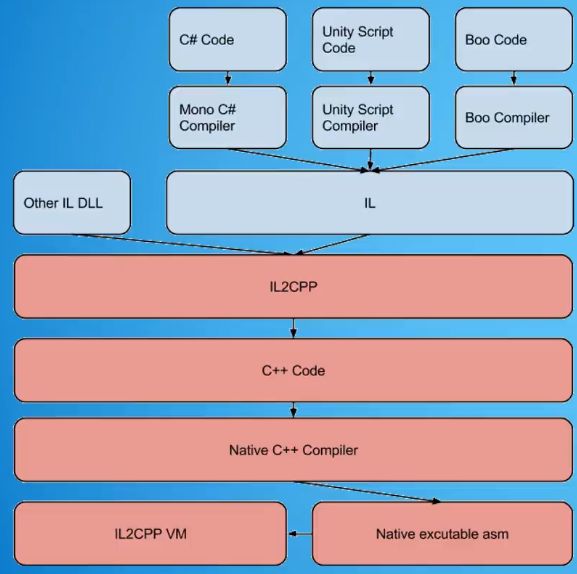 C# Code
Unity Script
Code
Boo Code
Mono C#
Compiler
Unity Script
Compiler
Boo Compiler
Other IL DLL
IL
IL2CPP
C++ Code
Native C++ Compiler
IL2CPP VM
Native excutable asm